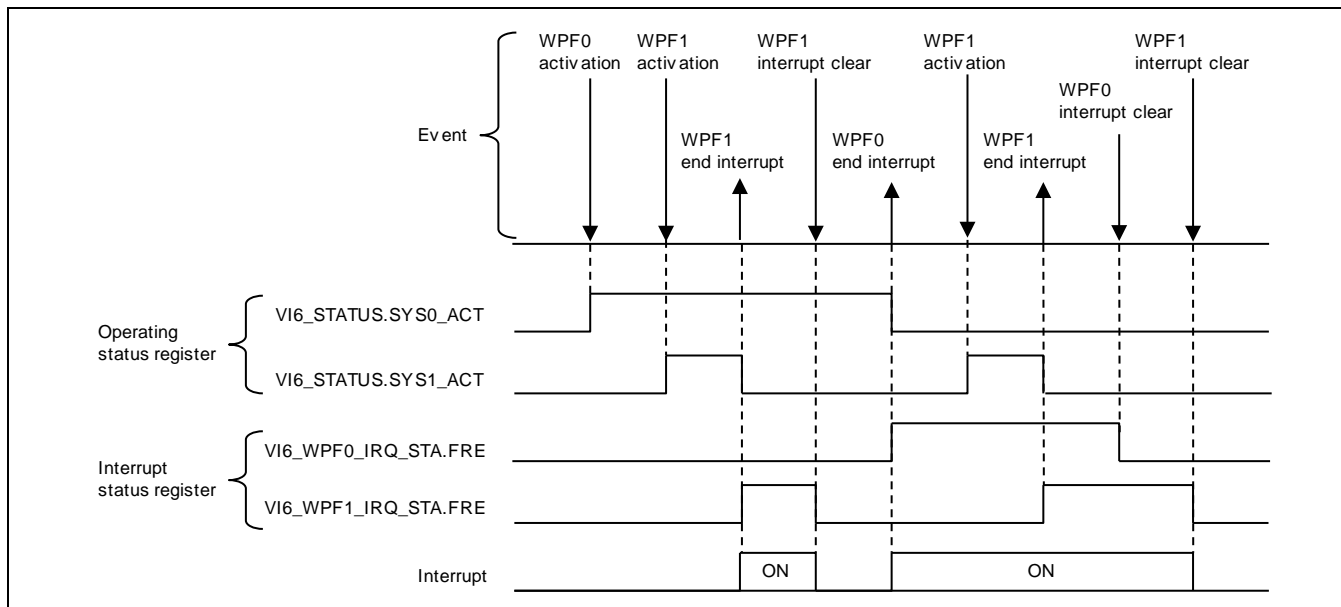 WPF0
activation
WPF1
activation
WPF1
interrupt clear
WPF1
activation
WPF1
interrupt clear
WPF0
interrupt clear
Event
WPF1
end interrupt
WPF0
end interrupt
WPF1
end interrupt
Operating
status register
VI6_STATUS.SYS0_ACT
VI6_STATUS.SYS1_ACT
Interrupt
status register
VI6_WPF0_IRQ_STA.FRE
VI6_WPF1_IRQ_STA.FRE
Interrupt
ON
ON